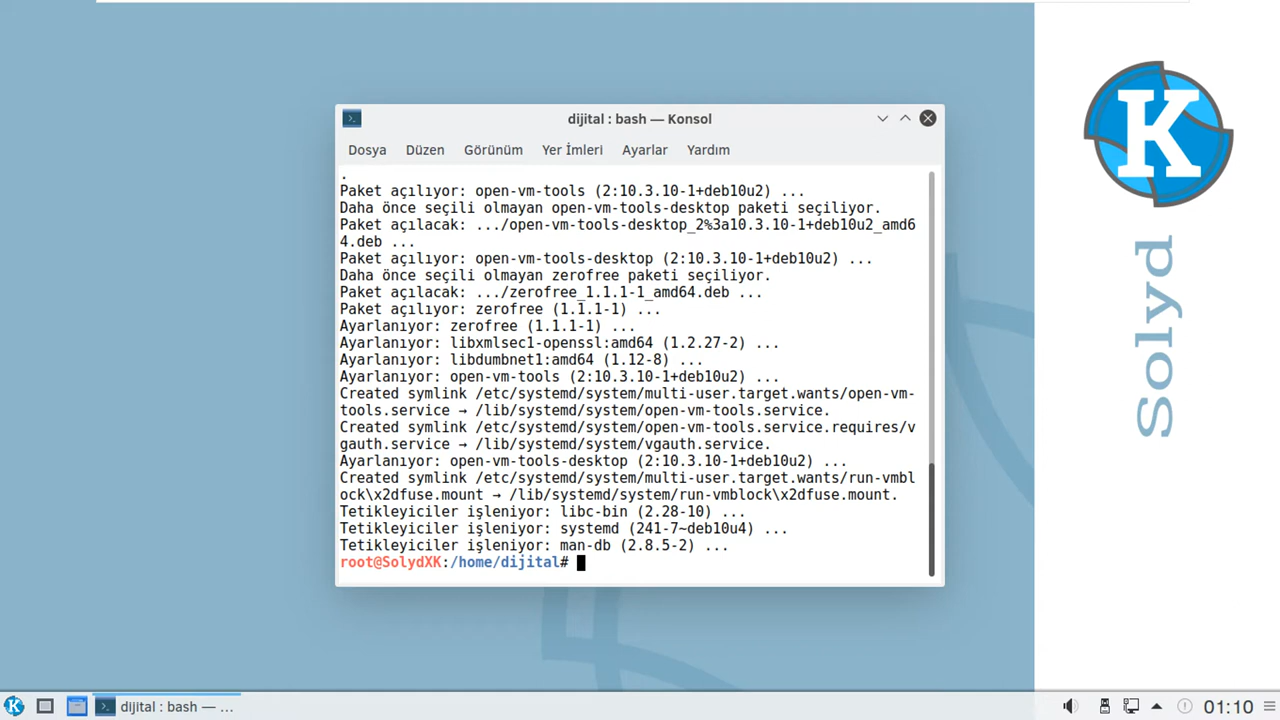 dijital : bash — Konsol
Dosya Düzen Görünüm Yer İmleri Ayarlar Yardım
.
Paket açılıyor: open-vm-tools (2:10.3.10-1+deb10u2) ...
Daha önce seçili olmayan open-vm-tools-desktop paketi seçiliyor.
Paket açılacak: .../open-vm-tools-desktop_2%3a10.3.10-1+deb10u2_amd6
4.deb ...
Paket açılıyor: open-vm-tools-desktop (2:10.3.10-1+deb10u2) ...
Daha önce seçili olmayan zerofree paketi seçiliyor.
Paket açılacak: .../zerofree_1.1.1-1_amd64.deb ...
Paket açılıyor: zerofree (1.1.1-1) ...
Ayarlanıyor: zerofree (1.1.1-1) ...
Ayarlanıyor: libxmlsec1-openssl:amd64 (1.2.27-2) ...
Ayarlanıyor: libdumbnet1:amd64 (1.12-8) ...
Ayarlanıyor: open-vm-tools (2:10.3.10-1+deb10u2) ...
Created symlink /etc/systemd/system/multi-user.target.wants/open-vm-
tools.service → /lib/systemd/system/open-vm-tools.service.
Created symlink /etc/systemd/system/open-vm-tools.service.requires/v
gauth.service → /lib/systemd/system/vgauth.service.
Ayarlanıyor: open-vm-tools-desktop (2:10.3.10-1+deb10u2) ...
Created symlink /etc/systemd/system/multi-user.target.wants/run-vmbl
ock\x2dfuse.mount → /lib/systemd/system/run-vmblock\x2dfuse.mount.
Tetikleyiciler işleniyor: libc-bin (2.28-10) ...
Tetikleyiciler işleniyor: systemd (241-7~deb10u4) ...
Tetikleyiciler işleniyor: man-db (2.8.5-2) ...
root@SolydXK:/home/dijital#
K
Solyd
K
dijital : bash — ...
01:10